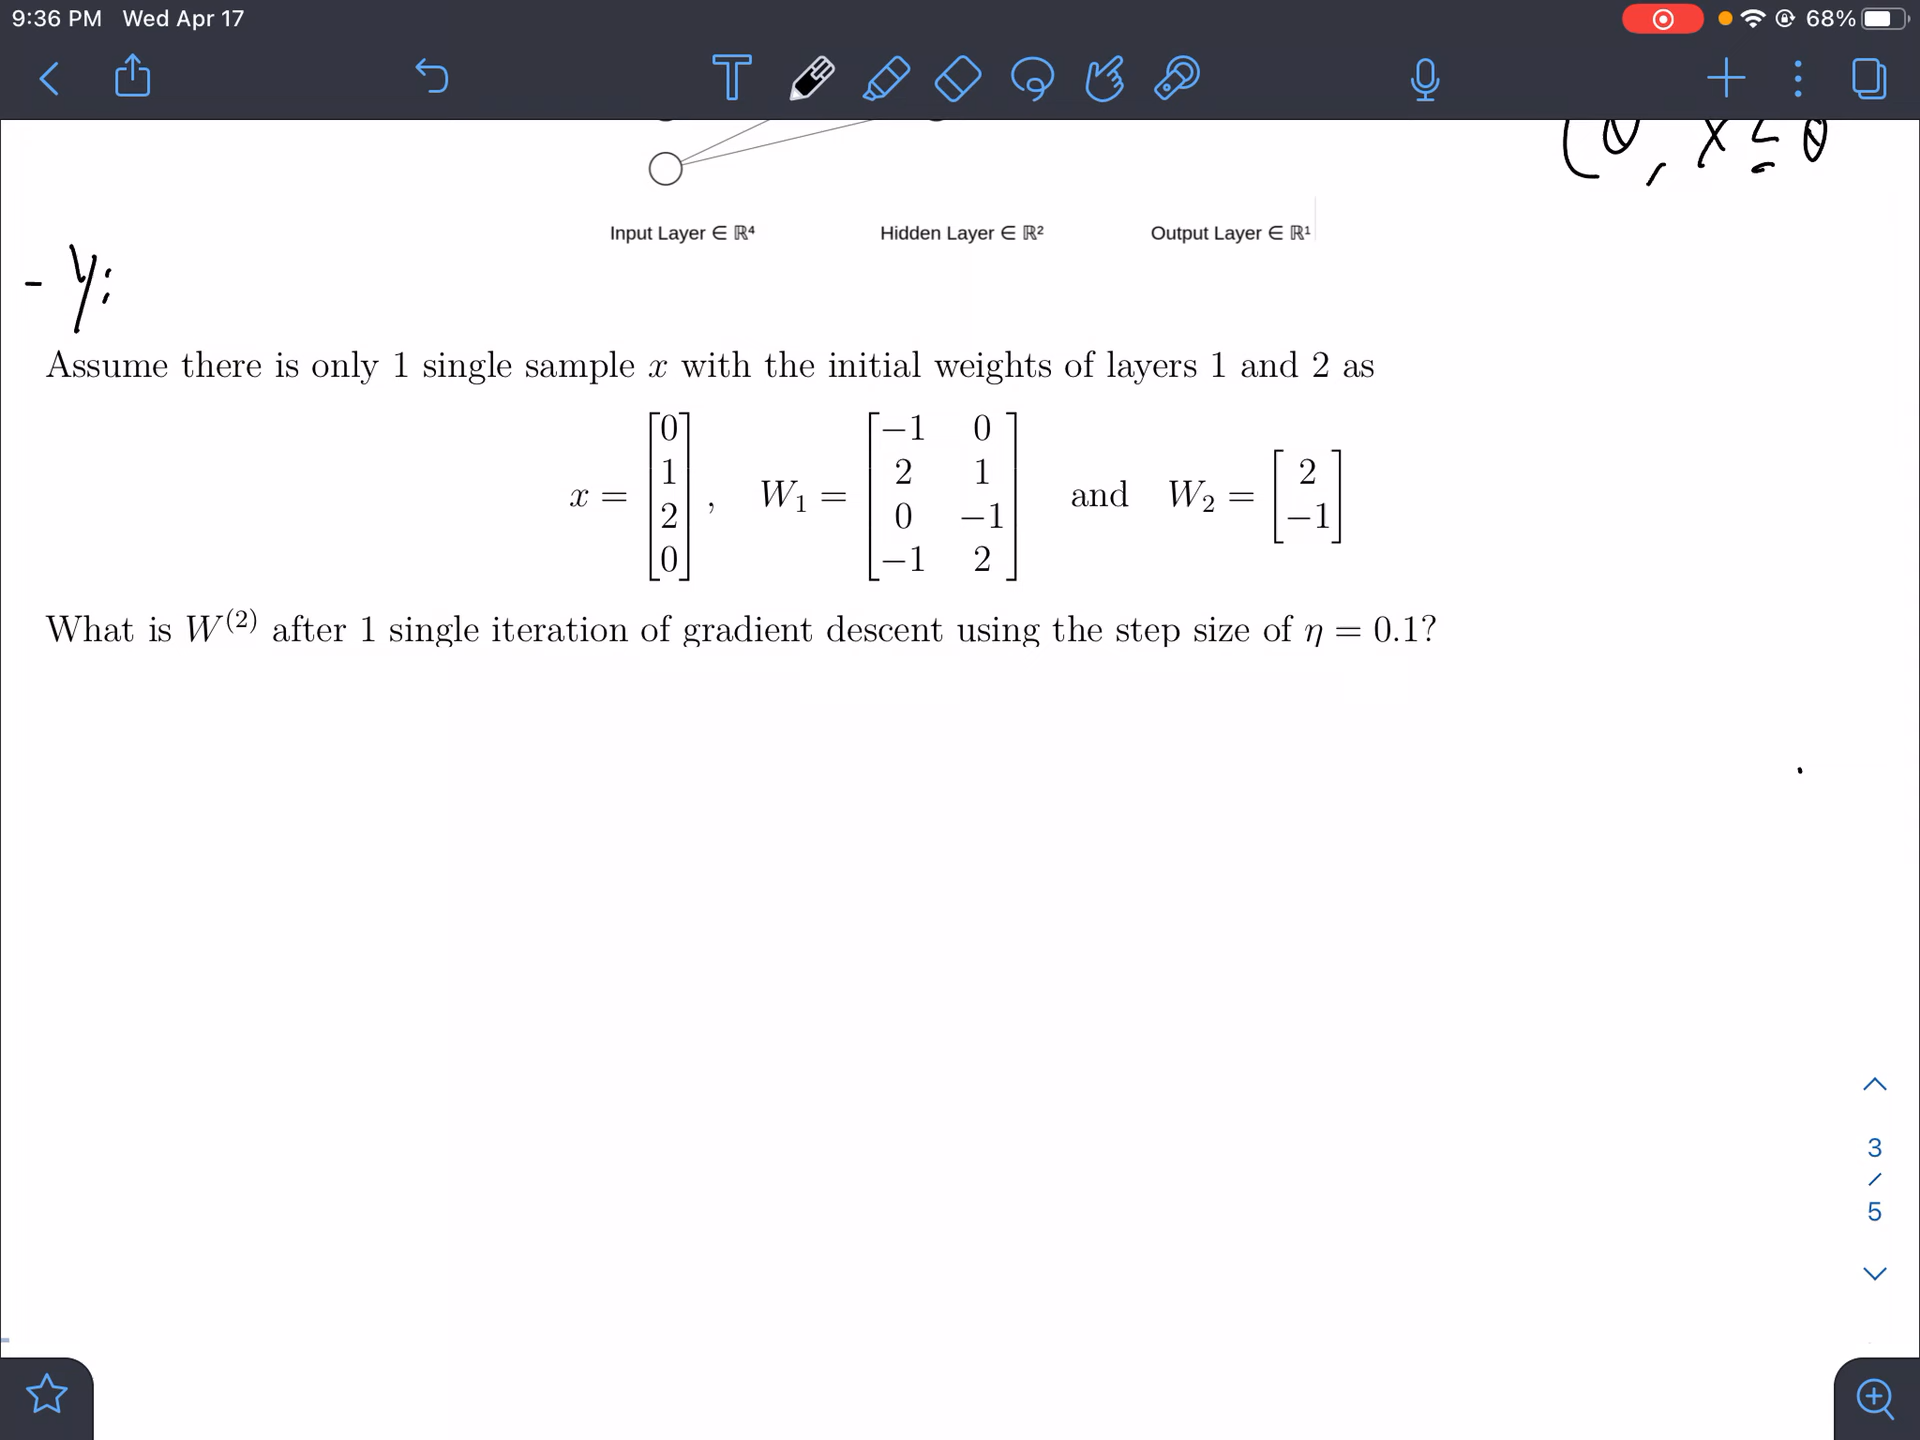 9:36 PM Wed Apr 17 68%
0, x ≤ 0
Input Layer ∈ ℝ⁴ Hidden Layer ∈ ℝ² Output Layer ∈ ℝ¹
- y:
Assume there is only 1 single sample x with the initial weights of layers 1 and 2 as
x = [0 1 2 0], W₁ = [−1 0 2 1 0 −1 −1 2] and W₂ = [2 −1]
What is W⁽²⁾ after 1 single iteration of gradient descent using the step size of η = 0.1?
3
/
5